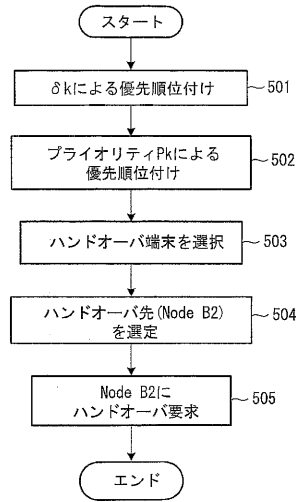 スタート
δkによる優先順位付け
501
プライオリティPkによる
優先順位付け
502
ハンドオーバ端末を選択
503
ハンドオーバ先(Node B2)
を選定
504
Node B2に
ハンドオーバ要求
505
エンド